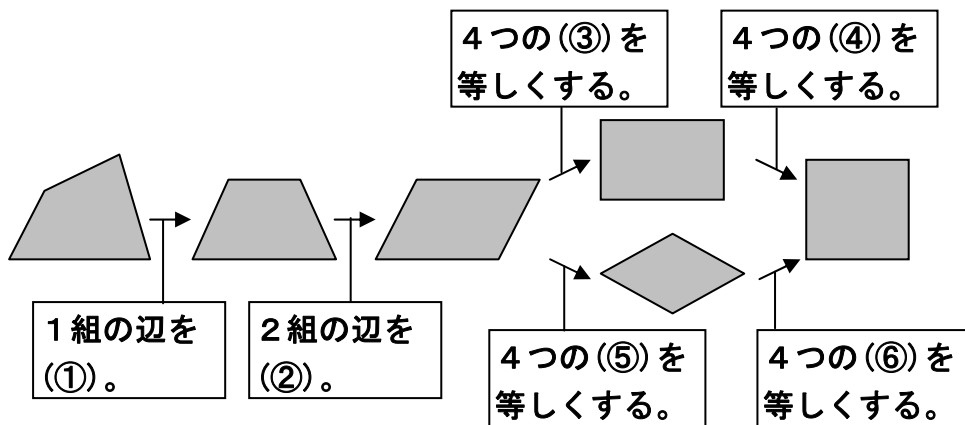 ４つの(③)を
等しくする。
４つの(④)を
等しくする。
１組の辺を
(①)。
２組の辺を
(②)。
４つの(⑤)を
等しくする。
４つの(⑥)を
等しくする。